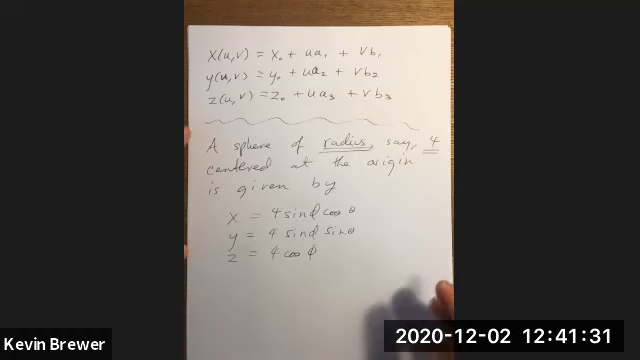 x(u,v) = x₀ + ua₁ + vb₁
y(u,v) = y₀ + ua₂ + vb₂
z(u,v) = z₀ + ua₃ + vb₃
A sphere of radius, say, 4
centered at the origin
is given by
x = 4 sinϕ cos θ
y = 4 sinϕ sinθ
z = 4 cos ϕ
Kevin Brewer
2020-12-02 12:41:31